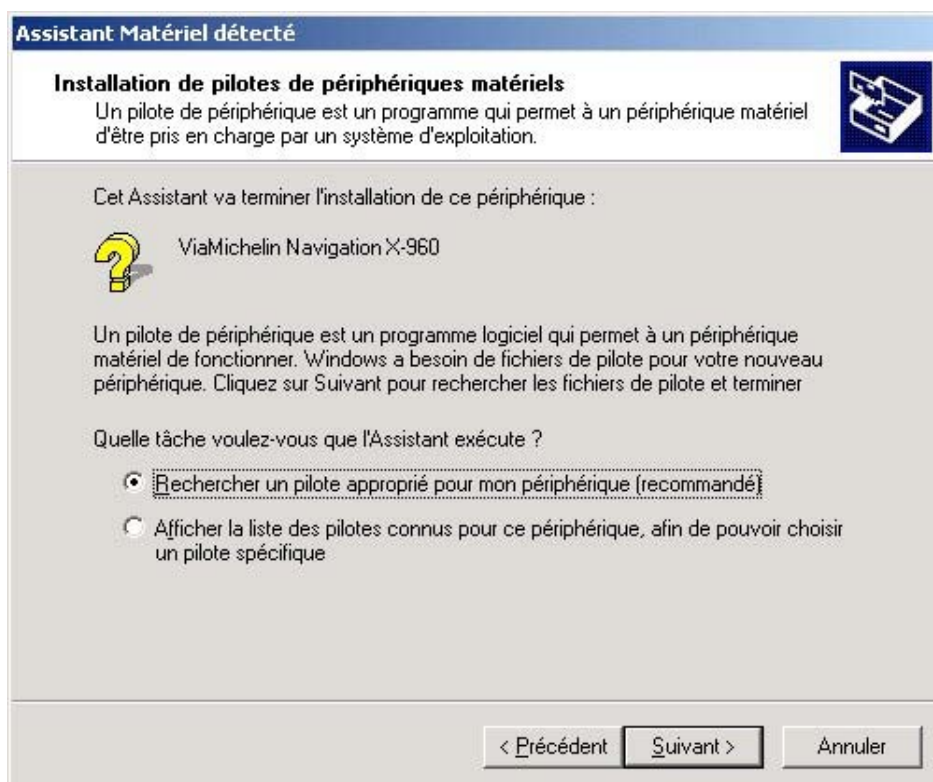 Assistant Matériel détecté
Installation de pilotes de périphériques matériels
Un pilote de périphérique est un programme qui permet à un périphérique matériel
d'être pris en charge par un système d'exploitation.
Cet Assistant va terminer l'installation de ce périphérique :
ViaMichelin Navigation X-960
Un pilote de périphérique est un programme logiciel qui permet à un périphérique
matériel de fonctionner. Windows a besoin de fichiers de pilote pour votre nouveau
périphérique. Cliquez sur Suivant pour rechercher les fichiers de pilote et terminer
Quelle tâche voulez-vous que l'Assistant exécute ?
Rechercher un pilote approprié pour mon périphérique (recommandé)
Afficher la liste des pilotes connus pour ce périphérique, afin de pouvoir choisir
un pilote spécifique
< Précédent Suivant > Annuler